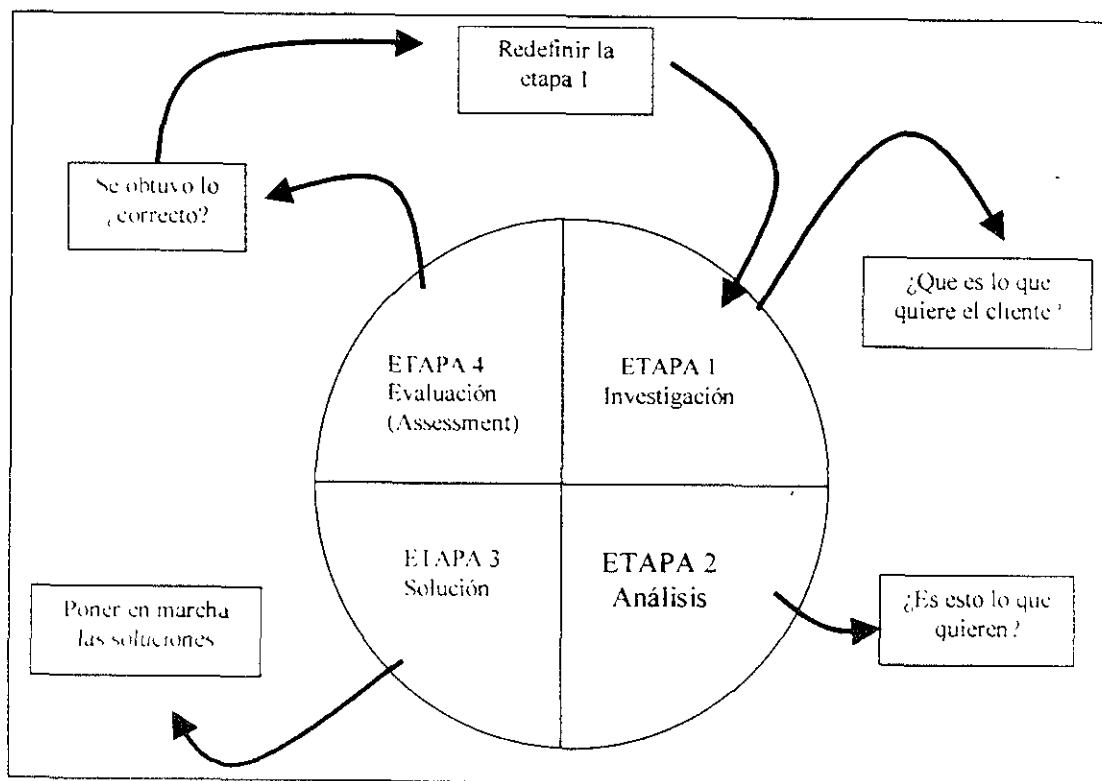 Redefinir la
etapa 1
Se obtuvo lo
¿correcto?
¿Que es lo que
quiere el cliente?
ETAPA 4
Evaluación
(Assessment)
ETAPA 1
Investigación
ETAPA 3
Solución
ETAPA 2
Análisis
Poner en marcha
las soluciones
¿Es esto lo que
quieren?